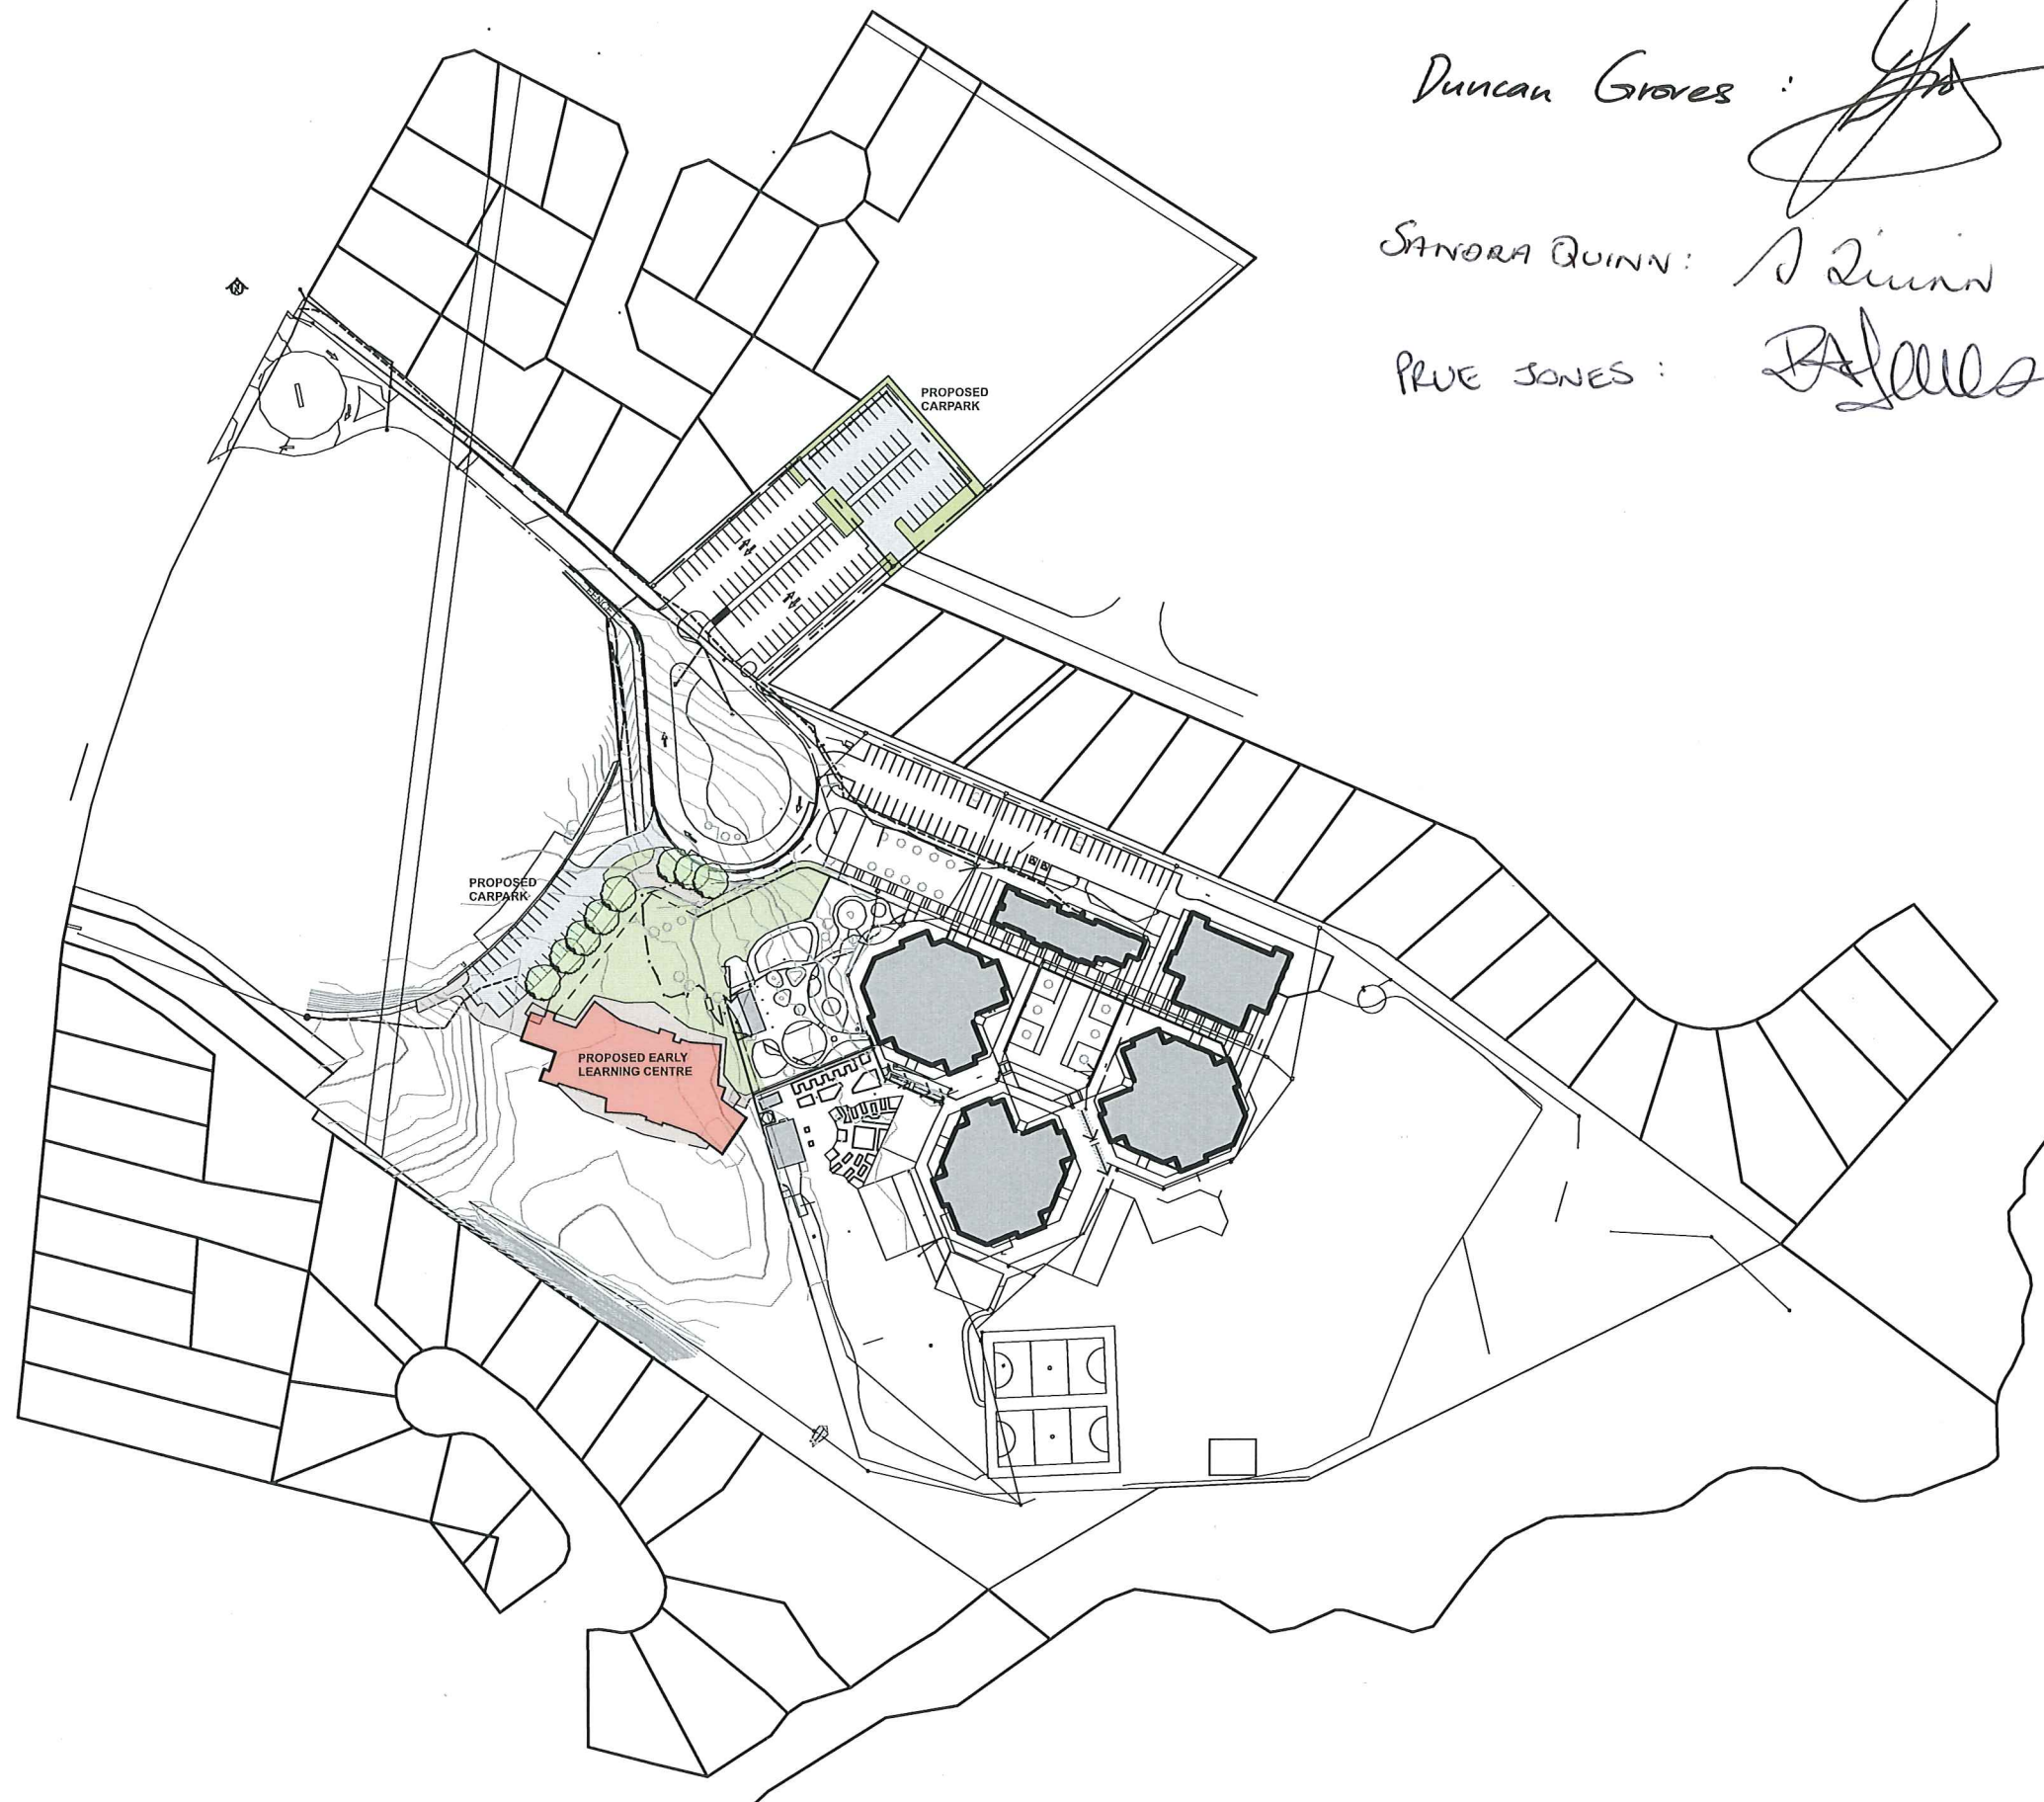 Duncan Groves :
SANDRA QUINN: S Quinn
PRUE JONES :
PROPOSED
CARPARK
PROPOSED
CARPARK
PROPOSED EARLY
LEARNING CENTRE